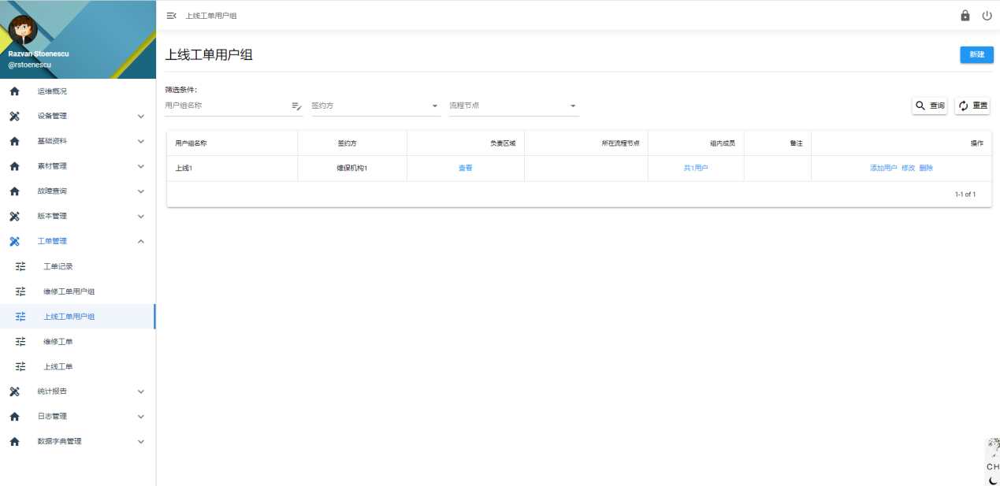 上线工单用户组
Razvan Stoenescu
@rstoenescu
运维概况
设备管理
基础资料
素材管理
故障查询
版本管理
工单管理
工单记录
维修工单用户组
上线工单用户组
维修工单
上线工单
统计报告
日志管理
数据字典管理
上线工单用户组
新建
筛选条件：
用户组名称 签约方 流程节点 查询 重置
用户组名称 签约方 负责区域 所在流程节点 组内成员 备注 操作
上线1 维保机构1 查看 共1用户 添加用户 修改 删除
1-1 of 1
CH